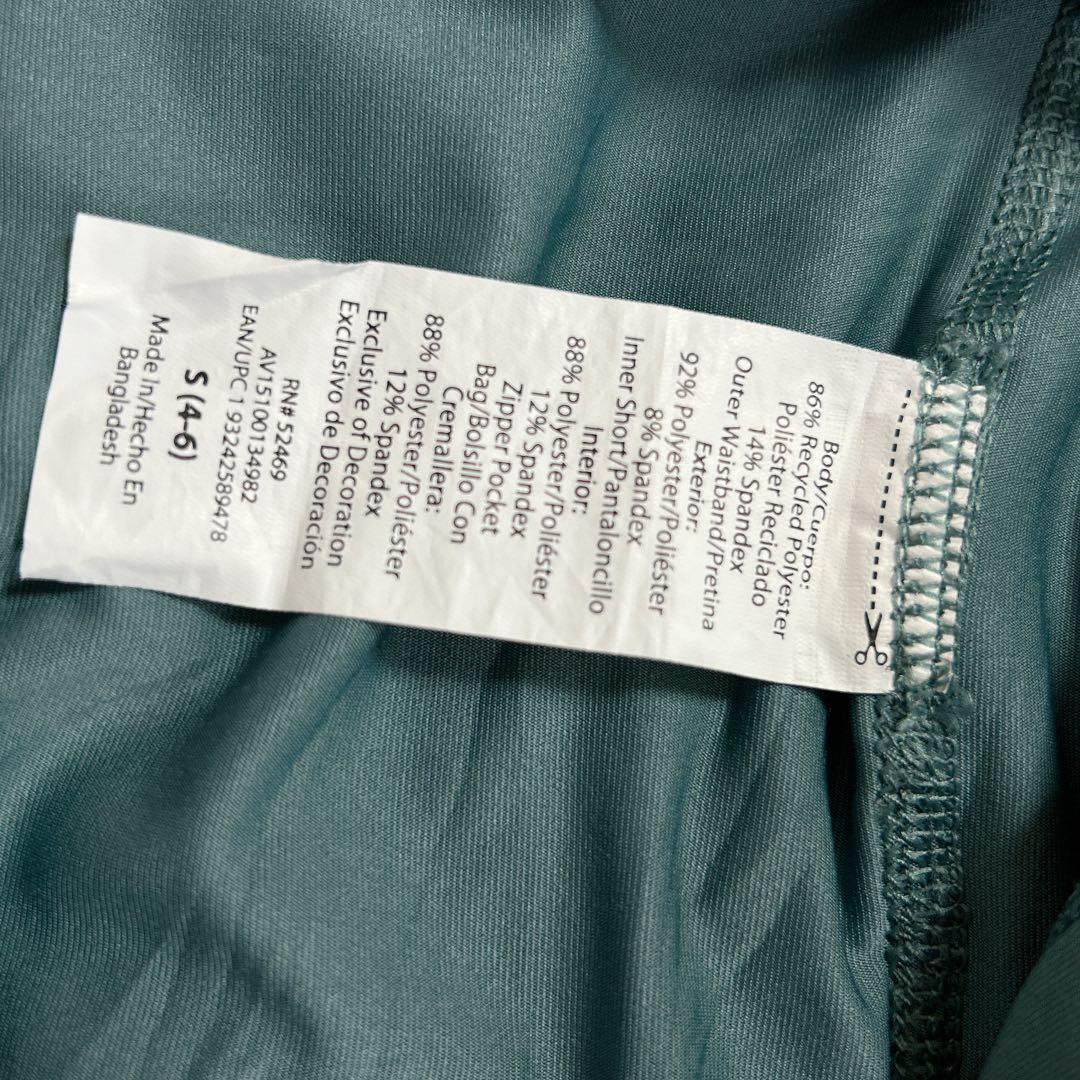 Body/Cuerpo:
86% Recycled Polyester
Poliéster Reciclado
14% Spandex
Outer Waistband/Pretina
Exterior:
92% Polyester/Poliéster
8% Spandex
Inner Short/Pantaloncillo
Interior:
88% Polyester/Poliéster
12% Spandex
Zipper Pocket
Bag/Bolsillo Con
Cremallera:
88% Polyester/Poliéster
12% Spandex
Exclusive of Decoration
Exclusivo de Decoración
RN# 52469
AV15100134982
EAN/UPC 1 93242589478
S (4-6)
Made In/Hecho En
Bangladesh